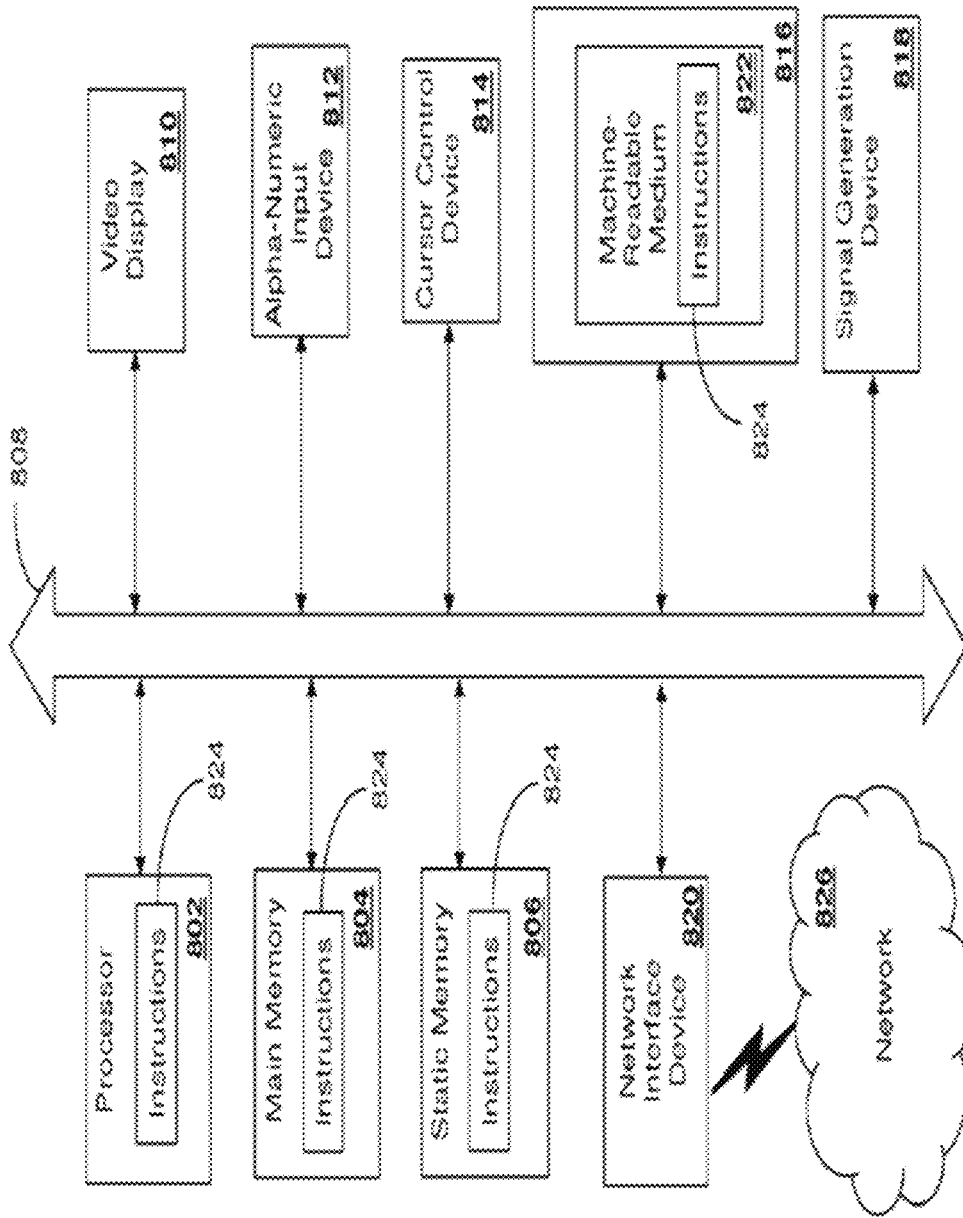 808
Processor
Instructions
802
824
Main Memory
Instructions
804
824
Static Memory
Instructions
806
824
Network
Interface
Device
820
Network
826
Video
Display
810
Alpha-Numeric
Input
Device
812
Cursor Control
Device
814
Machine-
Readable
Medium
Instructions
822
816
824
Signal Generation
Device
818